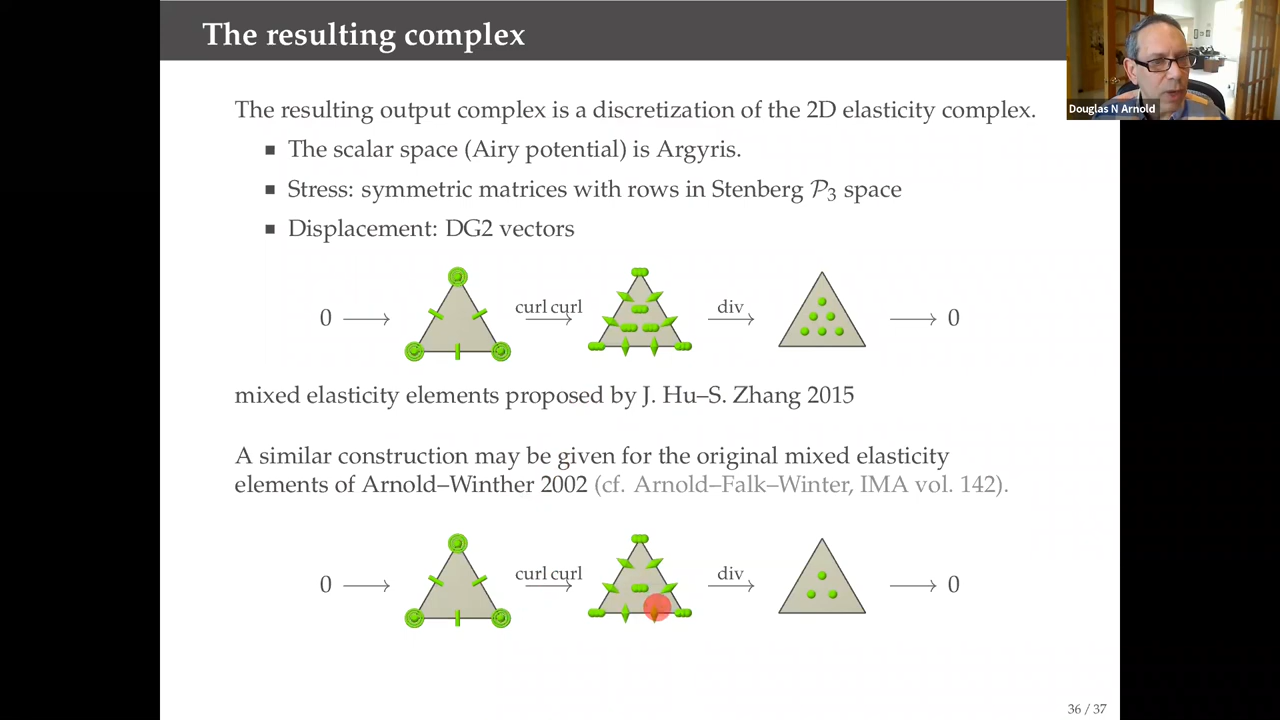 The resulting complex
Douglas N Arnold
The resulting output complex is a discretization of the 2D elasticity complex.
■ The scalar space (Airy potential) is Argyris.
■ Stress: symmetric matrices with rows in Stenberg 𝒫₃ space
■ Displacement: DG2 vectors
0 ⟶ curl curl ⟶ div ⟶ ⟶ 0
mixed elasticity elements proposed by J. Hu–S. Zhang 2015
A similar construction may be given for the original mixed elasticity
elements of Arnold–Winther 2002 (cf. Arnold–Falk–Winter, IMA vol. 142).
0 ⟶ curl curl ⟶ div ⟶ ⟶ 0
36 / 37